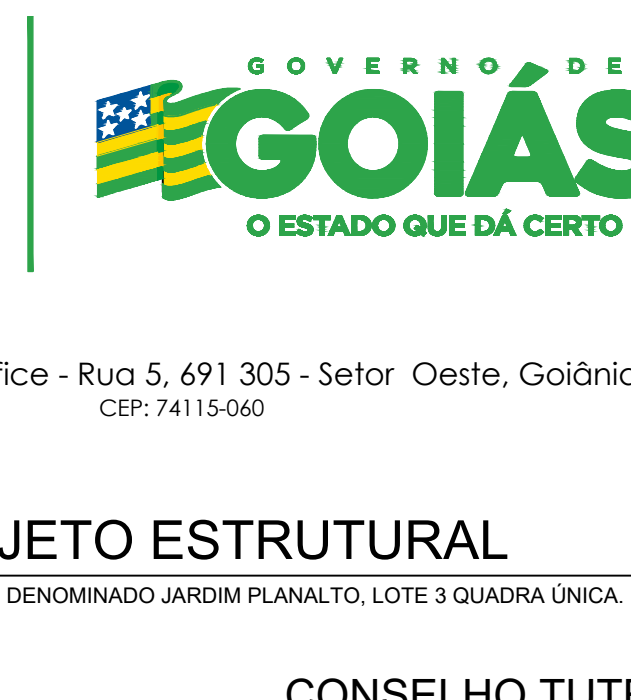 GOVERNO DE
GOIÁS
O ESTADO QUE DÁ CERTO
fice - Rua 5, 691 305 - Setor Oeste, Goiâni
CEP: 74115-060
JETO ESTRUTURAL
DENOMINADO JARDIM PLANALTO, LOTE 3 QUADRA ÚNICA.
CONSELHO TUTE